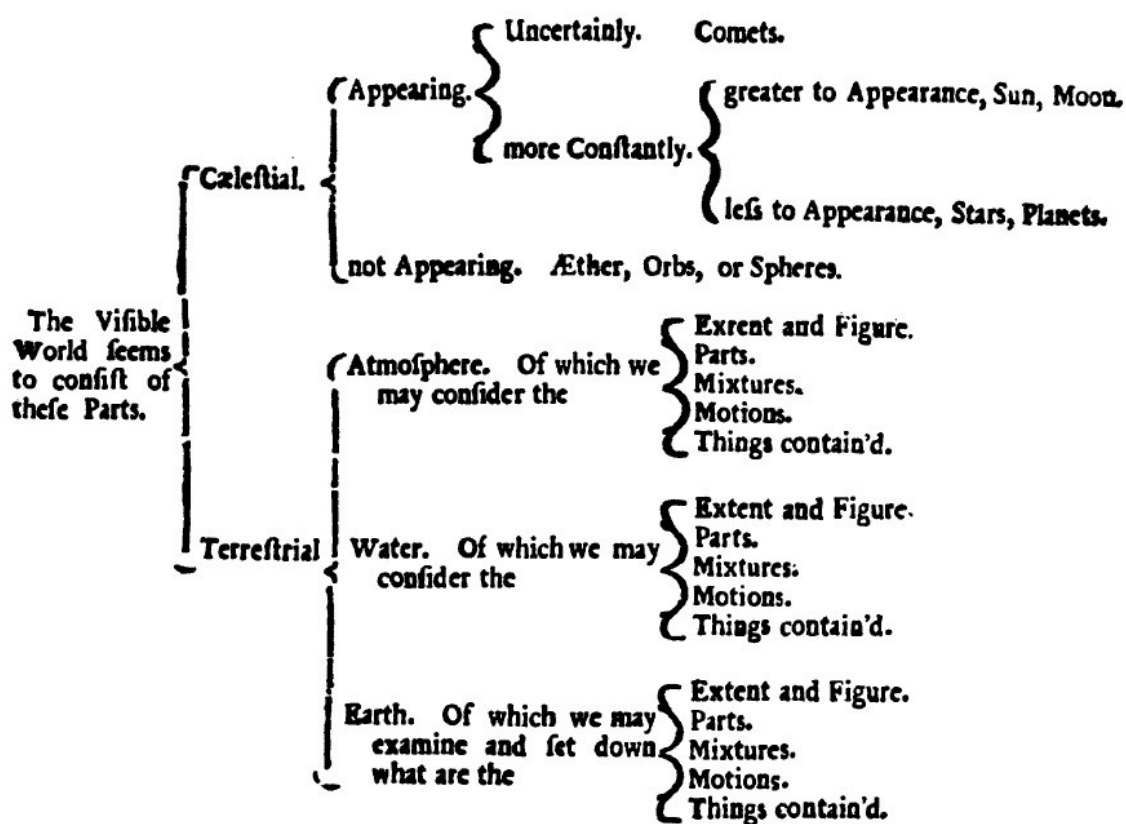 Uncertainly. Comets.
Appearing.
greater to Appearance, Sun, Moon.
more Conſtantly.
Cæleſtial.
leſs to Appearance, Stars, Planets.
not Appearing. Æther, Orbs, or Spheres.
The Viſible
World ſeems
to conſiſt of
theſe Parts.
Atmoſphere. Of which we
may conſider the
Exrent and Figure.
Parts.
Mixtures.
Motions.
Things contain'd.
Terreſtrial
Water. Of which we may
conſider the
Extent and Figure.
Parts.
Mixtures.
Motions.
Things contain'd.
Earth. Of which we may
examine and ſet down
what are the
Extent and Figure.
Parts.
Mixtures.
Motions.
Things contain'd.